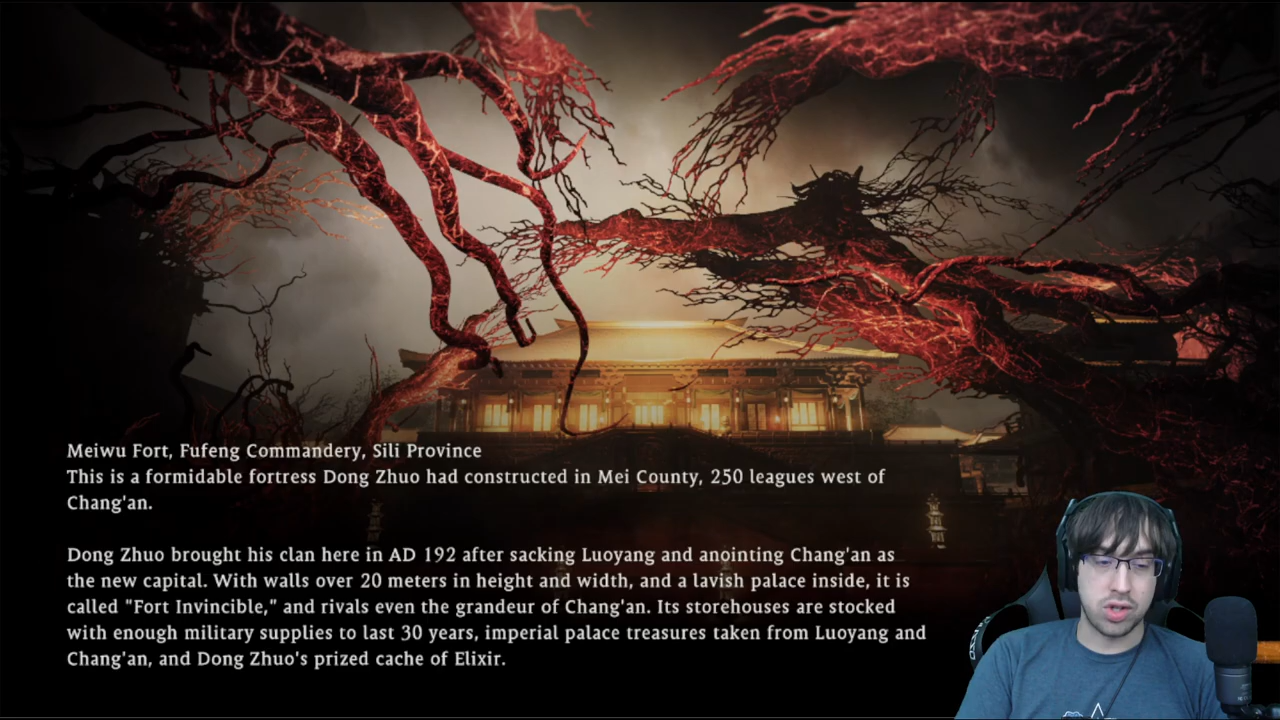 Meiwu Fort, Fufeng Commandery, Sili Province
This is a formidable fortress Dong Zhuo had constructed in Mei County, 250 leagues west of
Chang'an.
Dong Zhuo brought his clan here in AD 192 after sacking Luoyang and anointing Chang'an as
the new capital. With walls over 20 meters in height and width, and a lavish palace inside, it is
called "Fort Invincible," and rivals even the grandeur of Chang'an. Its storehouses are stocked
with enough military supplies to last 30 years, imperial palace treasures taken from Luoyang and
Chang'an, and Dong Zhuo's prized cache of Elixir.